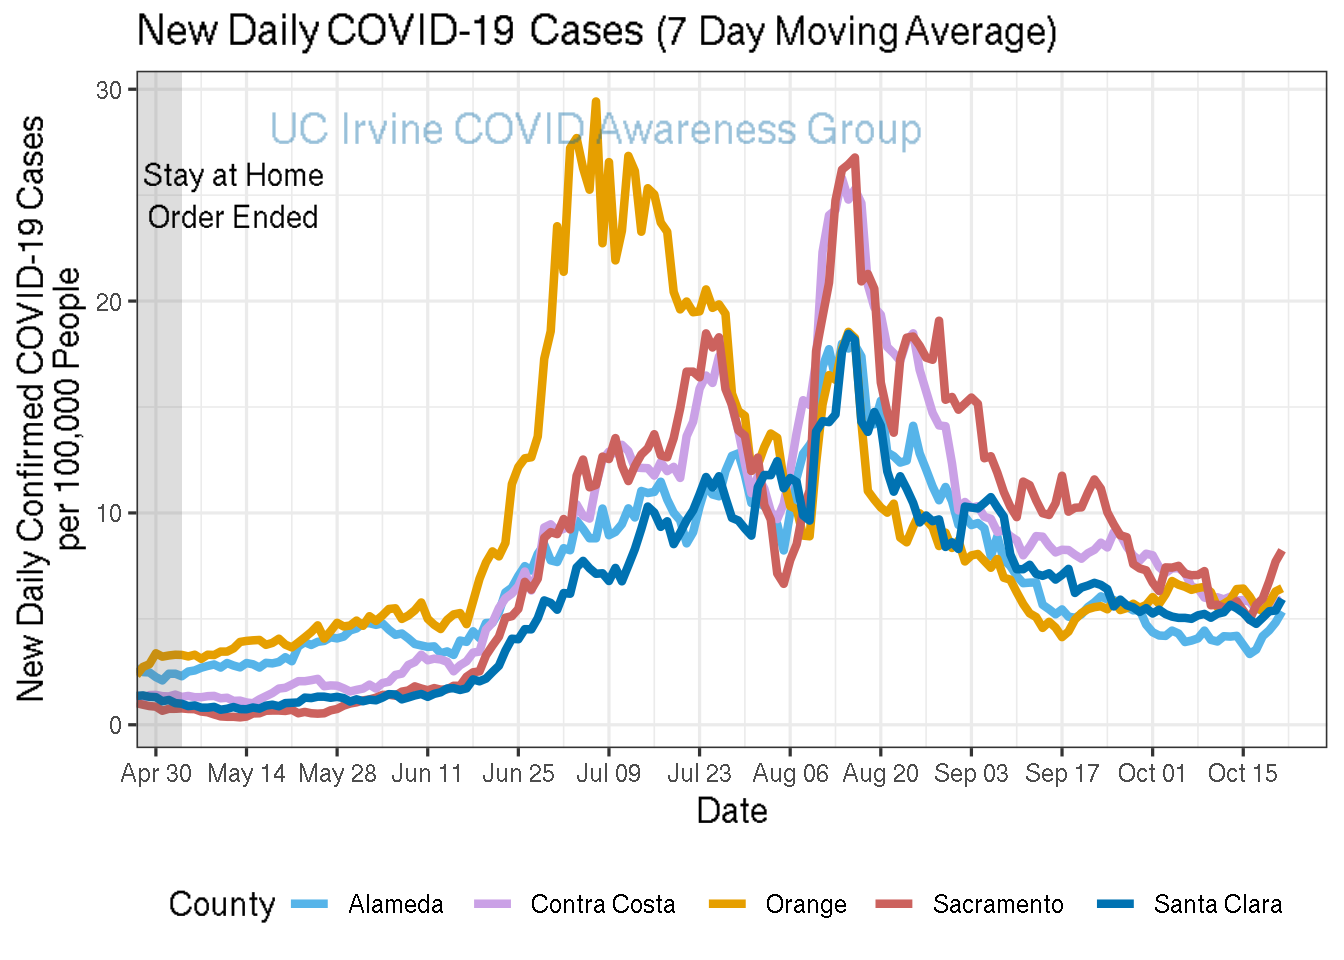 New Daily COVID-19 Cases (7 Day Moving Average)
UC Irvine COVID Awareness Group
Stay at Home
Order Ended
New Daily Confirmed COVID-19 Cases
per 100,000 People
30
20
10
0
Apr 30 May 14 May 28 Jun 11 Jun 25 Jul 09 Jul 23 Aug 06 Aug 20 Sep 03 Sep 17 Oct 01 Oct 15
Date
County Alameda Contra Costa Orange Sacramento Santa Clara